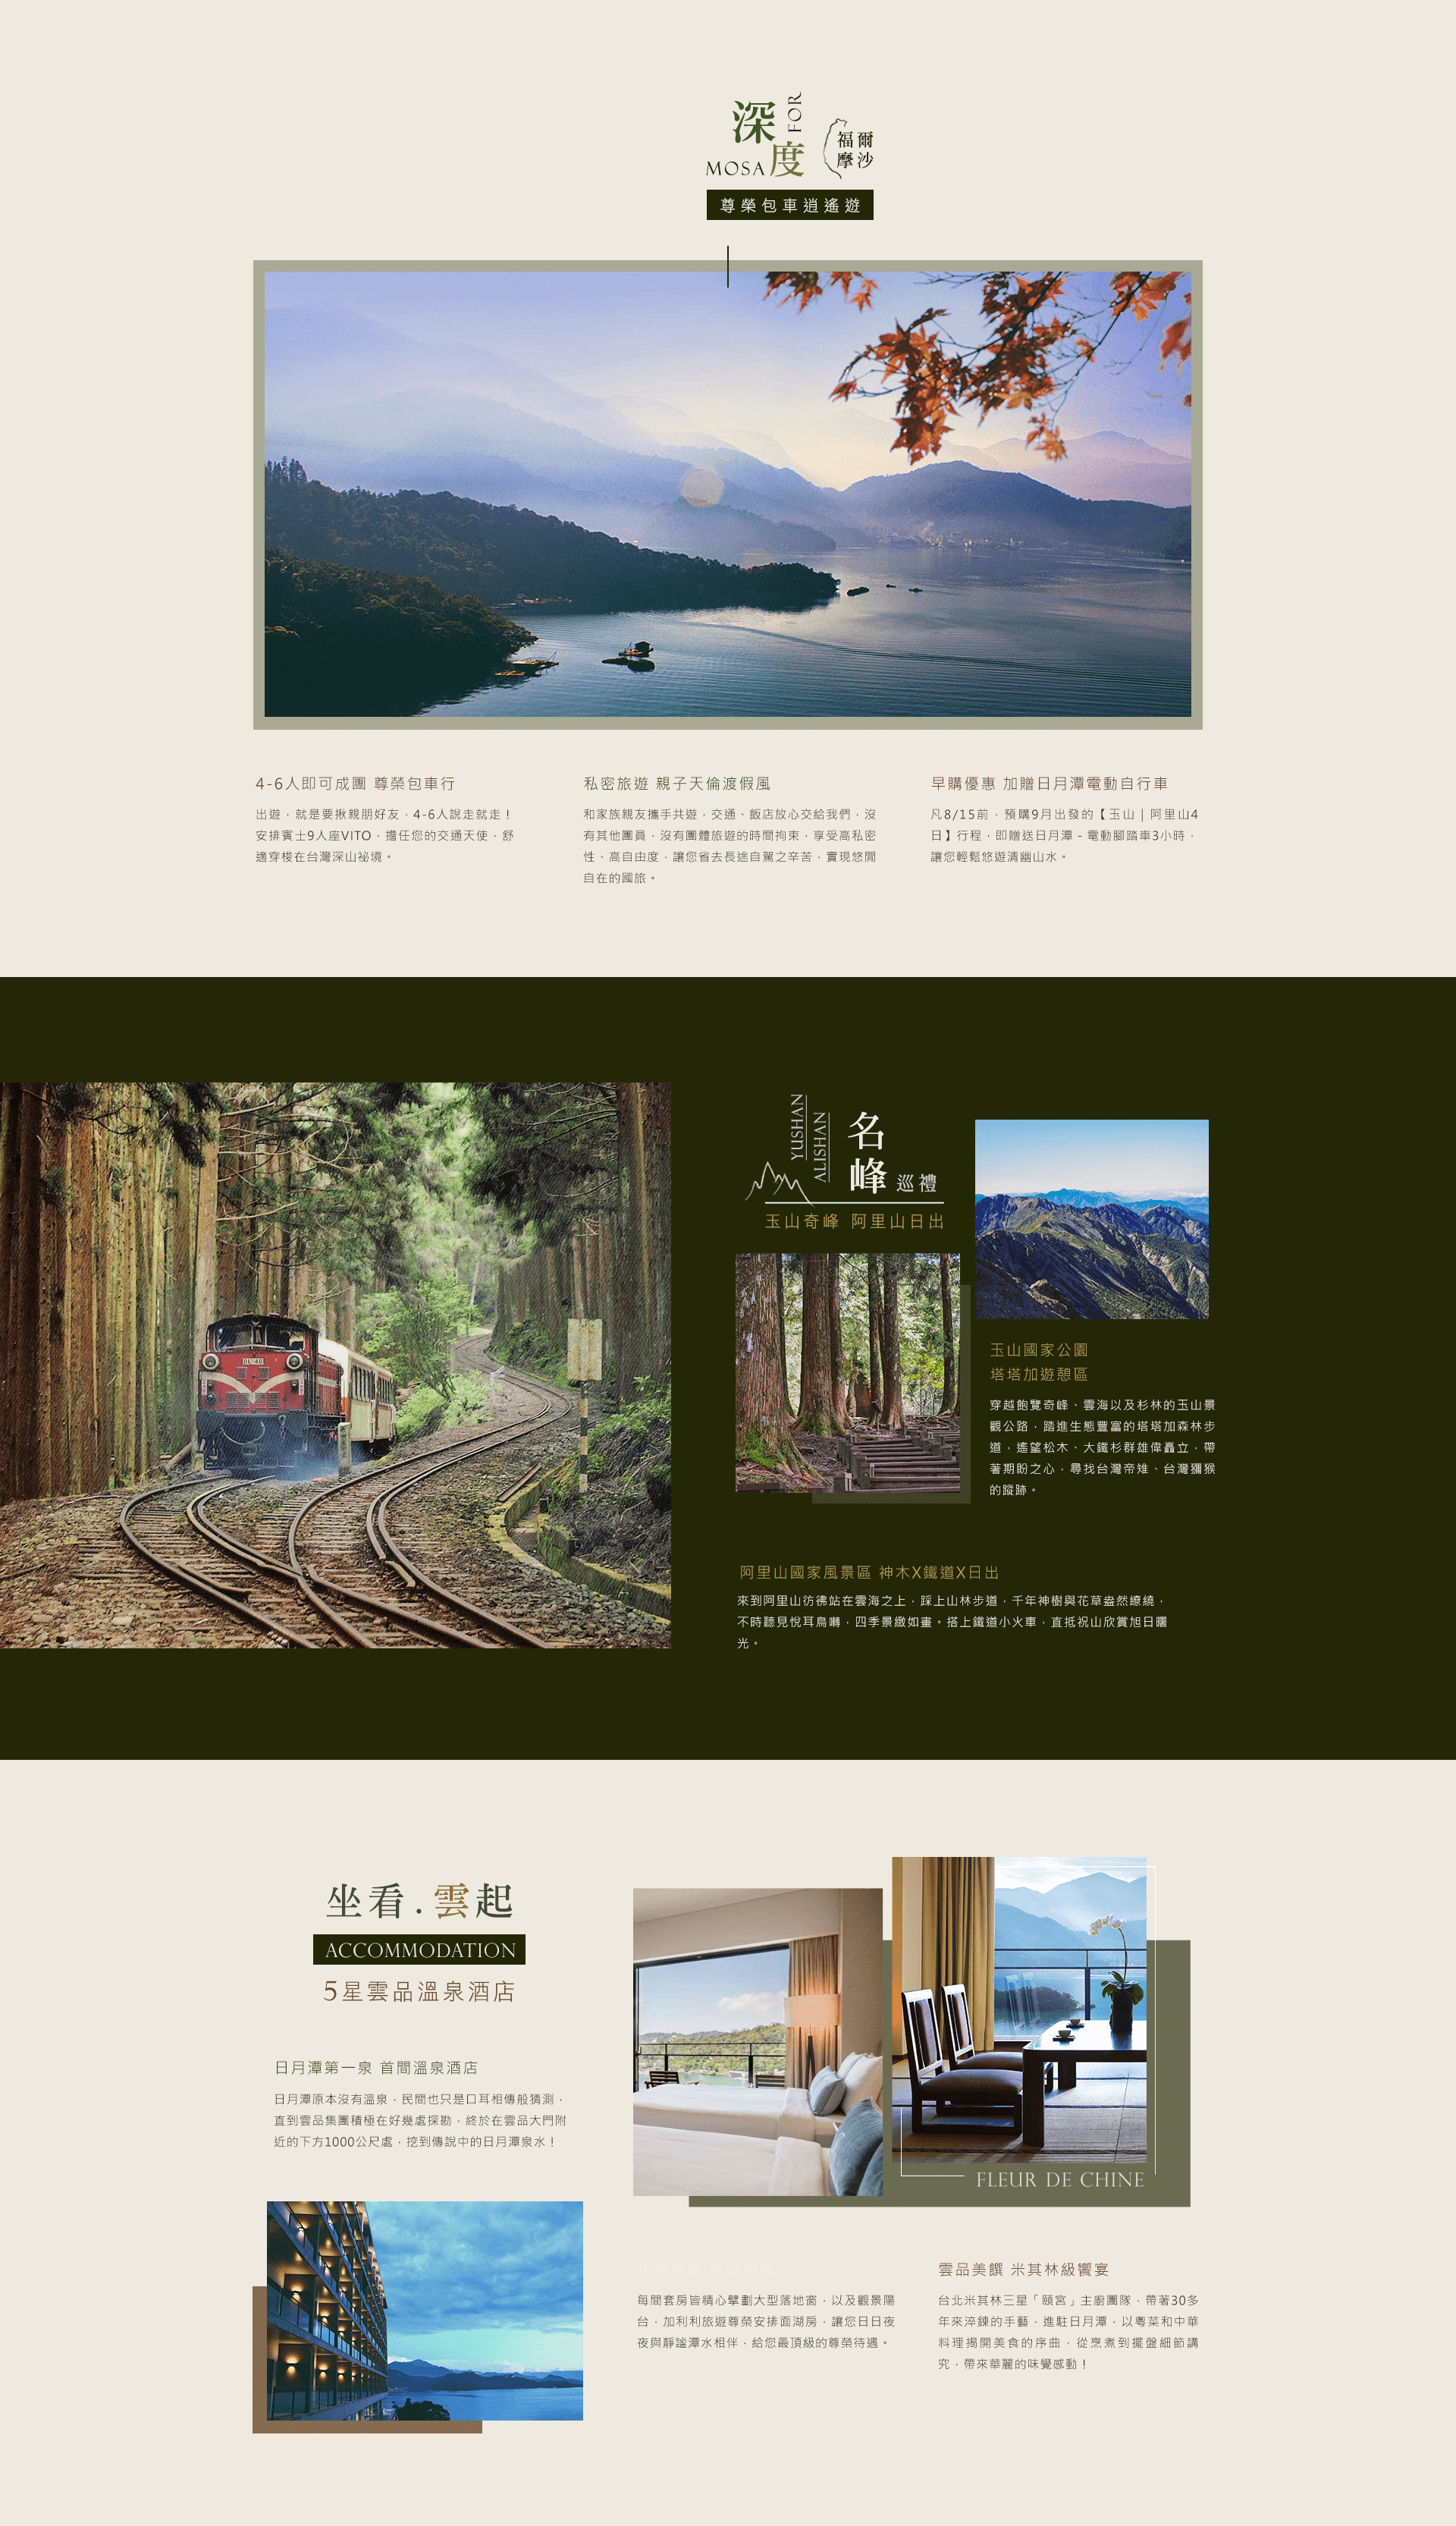 深度
FOR
MOSA
福爾
摩沙
尊榮包車逍遙遊
4-6人即可成團 尊榮包車行
出遊，就是要揪親朋好友，4-6人說走就走！
安排賓士9人座VITO，擔任您的交通天使，舒
適穿梭在台灣深山祕境。
私密旅遊 親子天倫渡假風
和家族親友攜手共遊，交通、飯店放心交給我們，沒
有其他團員，沒有團體旅遊的時間拘束，享受高私密
性、高自由度，讓您省去長途自駕之辛苦，實現悠閒
自在的國旅。
早購優惠 加贈日月潭電動自行車
凡8/15前，預購9月出發的【玉山｜阿里山4
日】行程，即贈送日月潭 - 電動腳踏車3小時，
讓您輕鬆悠遊清幽山水。
YUSHAN
ALISHAN
名峰巡禮
玉山奇峰 阿里山日出
玉山國家公園
塔塔加遊憩區
穿越飽覽奇峰、雲海以及杉林的玉山景
觀公路，踏進生態豐富的塔塔加森林步
道，遙望松木、大鐵杉群雄偉矗立，帶
著期盼之心，尋找台灣帝雉、台灣獼猴
的蹤跡。
阿里山國家風景區 神木X鐵道X日出
來到阿里山彷彿站在雲海之上，踩上山林步道，千年神樹與花草盎然繚繞，
不時聽見悅耳鳥囀，四季景緻如畫。搭上鐵道小火車，直抵祝山欣賞旭日曙
光。
坐看.雲起
ACCOMMODATION
5星雲品溫泉酒店
日月潭第一泉 首間溫泉酒店
日月潭原本沒有溫泉，民間也只是口耳相傳般猜測，
直到雲品集團積極在好幾處探勘，終於在雲品大門附
近的下方1000公尺處，挖到傳說中的日月潭泉水！
FLEUR DE CHINE
每間套房皆精心擘劃大型落地窗，以及觀景陽
台，加利利旅遊尊榮安排面湖房，讓您日日夜
夜與靜謐潭水相伴，給您最頂級的尊榮待遇。
雲品美饌 米其林級饗宴
台北米其林三星「頤宮」主廚團隊，帶著30多
年來淬鍊的手藝，進駐日月潭，以粵菜和中華
料理揭開美食的序曲，從烹煮到擺盤細節講
究，帶來華麗的味覺感動！